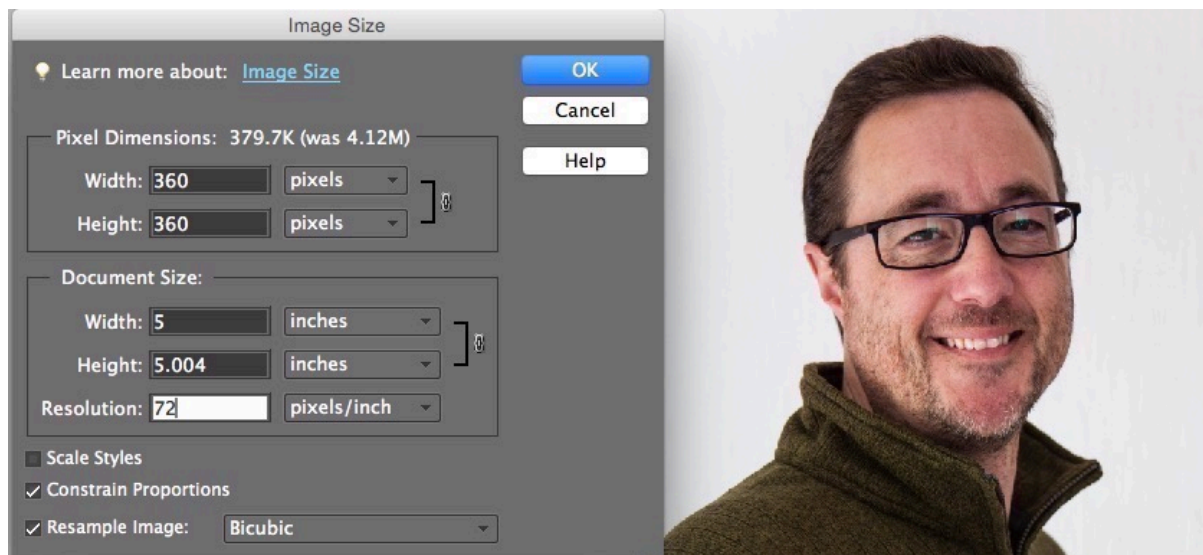 Image Size
Learn more about: Image Size
OK
Cancel
Help
Pixel Dimensions: 379.7K (was 4.12M)
Width: 360 pixels
Height: 360 pixels
Document Size:
Width: 5 inches
Height: 5.004 inches
Resolution: 72 pixels/inch
Scale Styles
Constrain Proportions
Resample Image: Bicubic